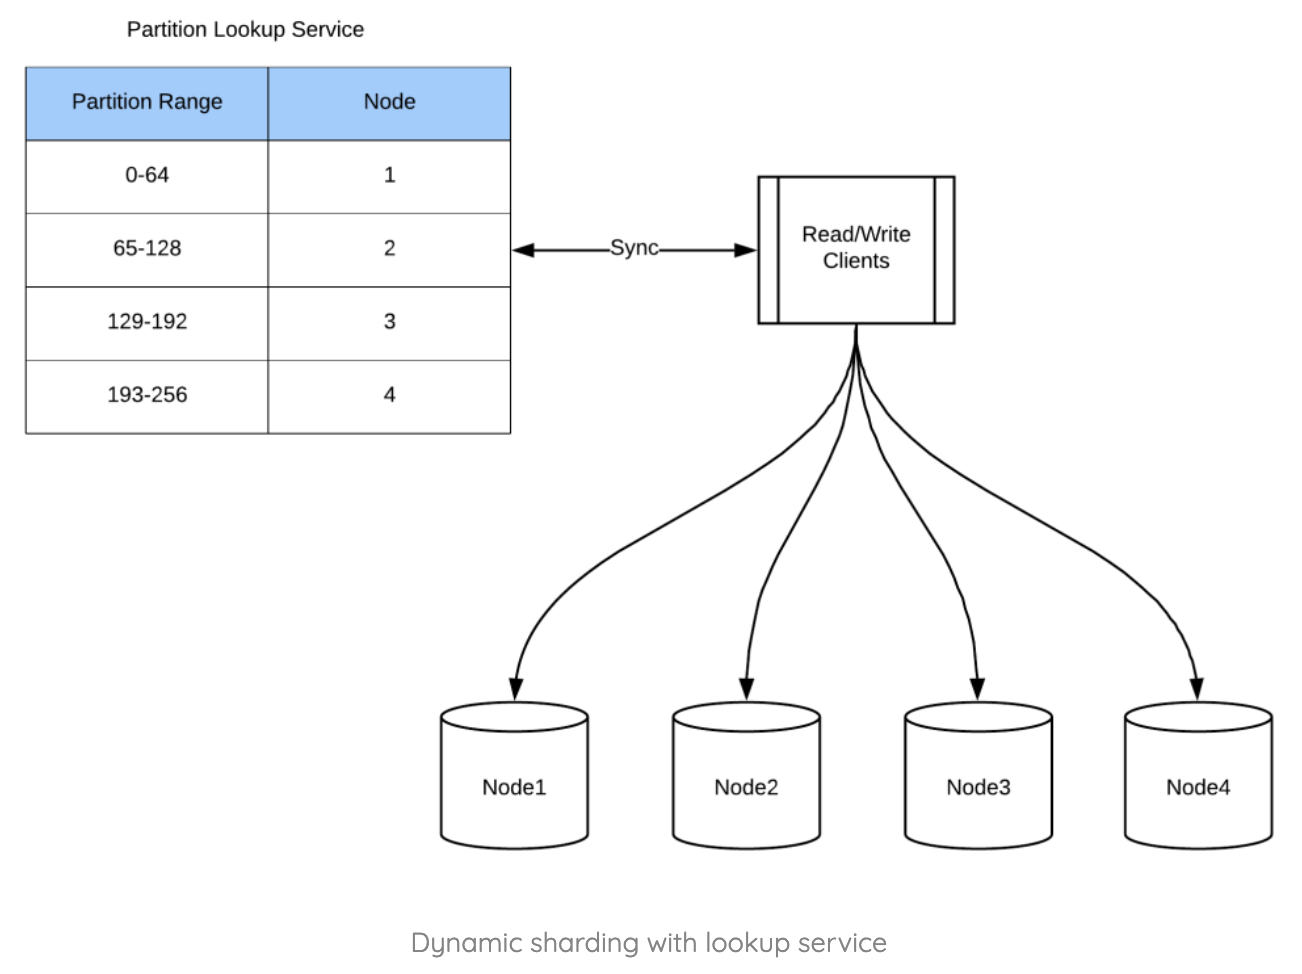 Partition Lookup Service
Partition Range Node
0-64 1
65-128 2
129-192 3
193-256 4
Sync
Read/Write
Clients
Node1 Node2 Node3 Node4
Dynamic sharding with lookup service